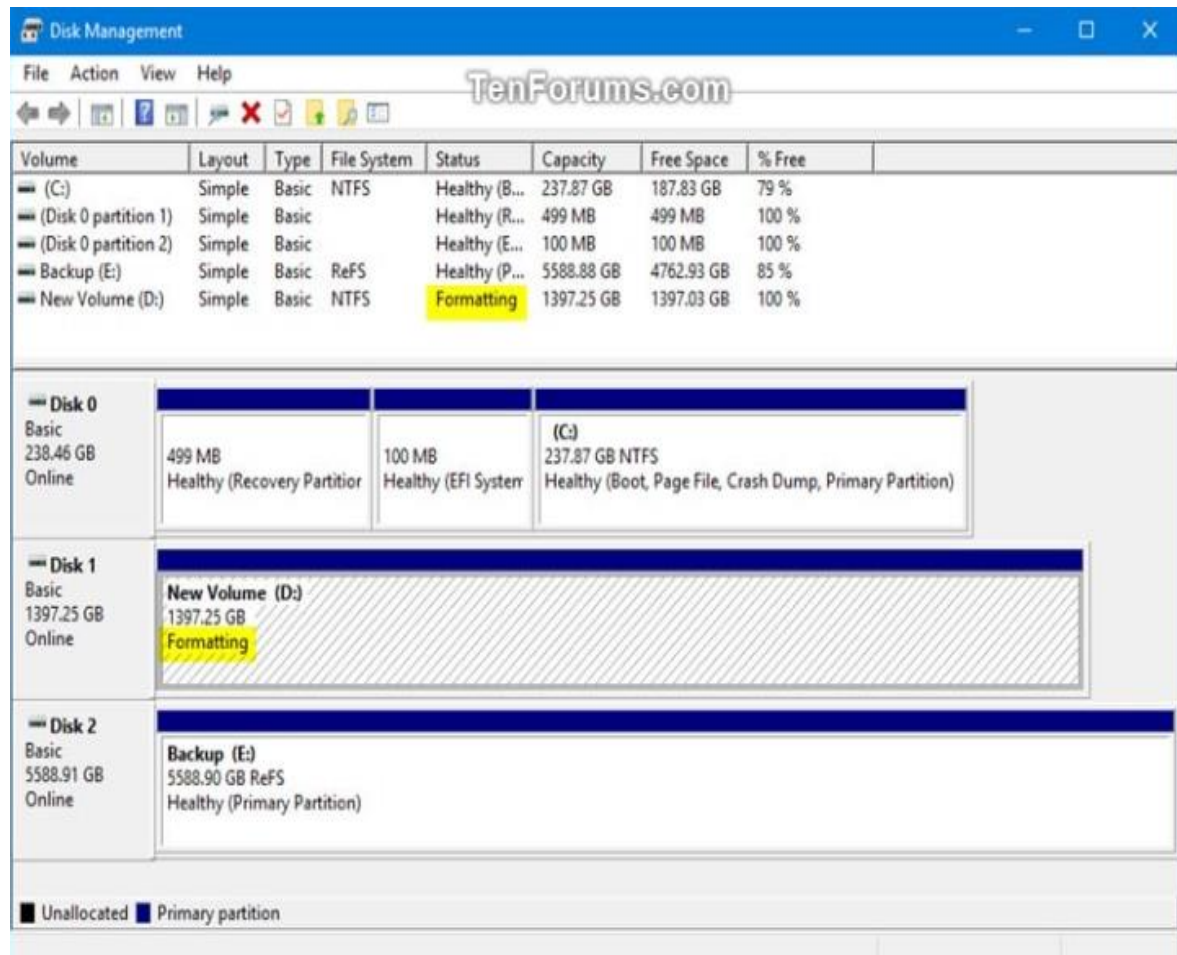 Disk Management
File Action View Help
TenForums.com
Volume Layout Type File System Status Capacity Free Space % Free
(C:) Simple Basic NTFS Healthy (B... 237.87 GB 187.83 GB 79 %
(Disk 0 partition 1) Simple Basic Healthy (R... 499 MB 499 MB 100 %
(Disk 0 partition 2) Simple Basic Healthy (E... 100 MB 100 MB 100 %
Backup (E:) Simple Basic ReFS Healthy (P... 5588.88 GB 4762.93 GB 85 %
New Volume (D:) Simple Basic NTFS Formatting 1397.25 GB 1397.03 GB 100 %
Disk 0
Basic
238.46 GB
Online
499 MB
Healthy (Recovery Partition
100 MB
Healthy (EFI System
(C:)
237.87 GB NTFS
Healthy (Boot, Page File, Crash Dump, Primary Partition)
Disk 1
Basic
1397.25 GB
Online
New Volume (D:)
1397.25 GB
Formatting
Disk 2
Basic
5588.91 GB
Online
Backup (E:)
5588.90 GB ReFS
Healthy (Primary Partition)
Unallocated Primary partition